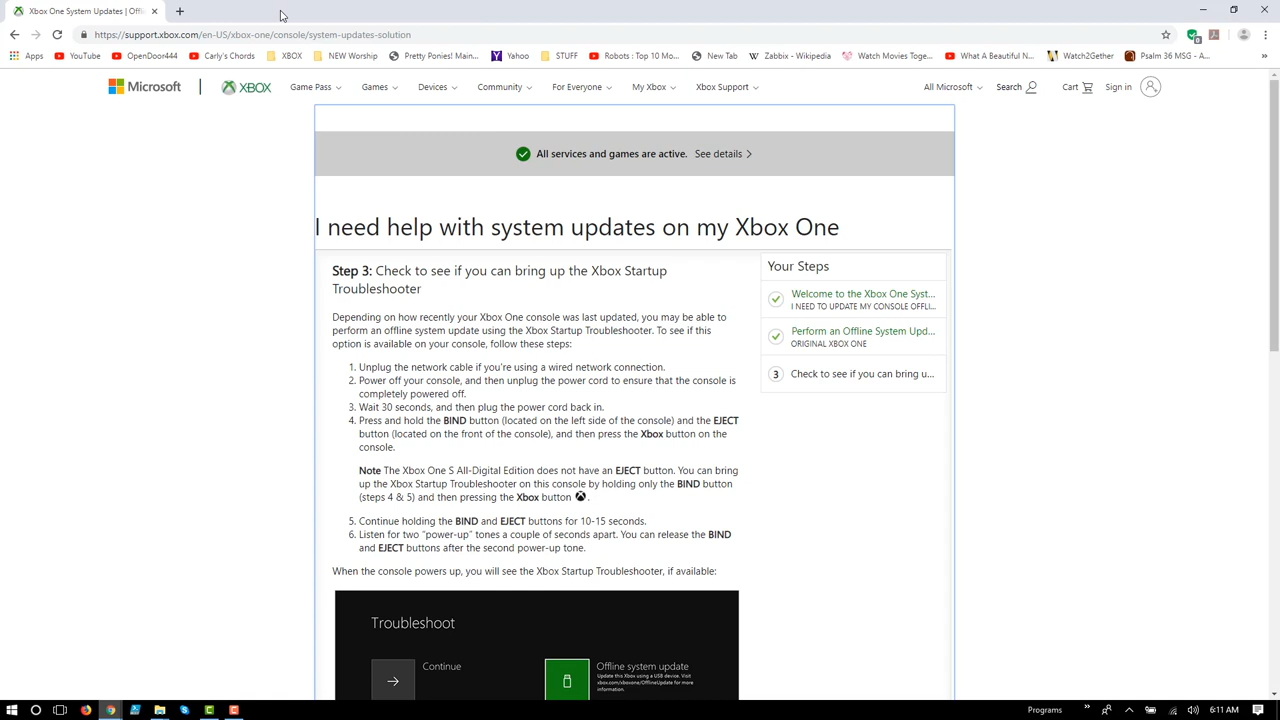 Xbox One System Updates | Offli
https://support.xbox.com/en-US/xbox-one/console/system-updates-solution
Apps YouTube OpenDoor444 Carly's Chords XBOX NEW Worship Pretty Ponies! Main... Yahoo STUFF Robots : Top 10 Mo... New Tab Zabbix - Wikipedia Watch Movies Toge... What A Beautiful N... Watch2Gether Psalm 36 MSG - A... »
Microsoft XBOX Game Pass Games Devices Community For Everyone My Xbox Xbox Support All Microsoft Search Cart Sign in
All services and games are active. See details
I need help with system updates on my Xbox One
Step 3: Check to see if you can bring up the Xbox Startup
Troubleshooter
Depending on how recently your Xbox One console was last updated, you may be able to
perform an offline system update using the Xbox Startup Troubleshooter. To see if this
option is available on your console, follow these steps:
1. Unplug the network cable if you're using a wired network connection.
2. Power off your console, and then unplug the power cord to ensure that the console is
completely powered off.
3. Wait 30 seconds, and then plug the power cord back in.
4. Press and hold the BIND button (located on the left side of the console) and the EJECT
button (located on the front of the console), and then press the Xbox button on the
console.
Note The Xbox One S All-Digital Edition does not have an EJECT button. You can bring
up the Xbox Startup Troubleshooter on this console by holding only the BIND button
(steps 4 & 5) and then pressing the Xbox button .
5. Continue holding the BIND and EJECT buttons for 10-15 seconds.
6. Listen for two "power-up" tones a couple of seconds apart. You can release the BIND
and EJECT buttons after the second power-up tone.
When the console powers up, you will see the Xbox Startup Troubleshooter, if available:
Troubleshoot
Continue
Offline system update
Update this Xbox using a USB device. Visit
xbox.com/xboxone/OfflineUpdate for more
information.
Your Steps
Welcome to the Xbox One Syst...
I NEED TO UPDATE MY CONSOLE OFFLI...
Perform an Offline System Upd...
ORIGINAL XBOX ONE
3 Check to see if you can bring u...
Programs » 6:11 AM